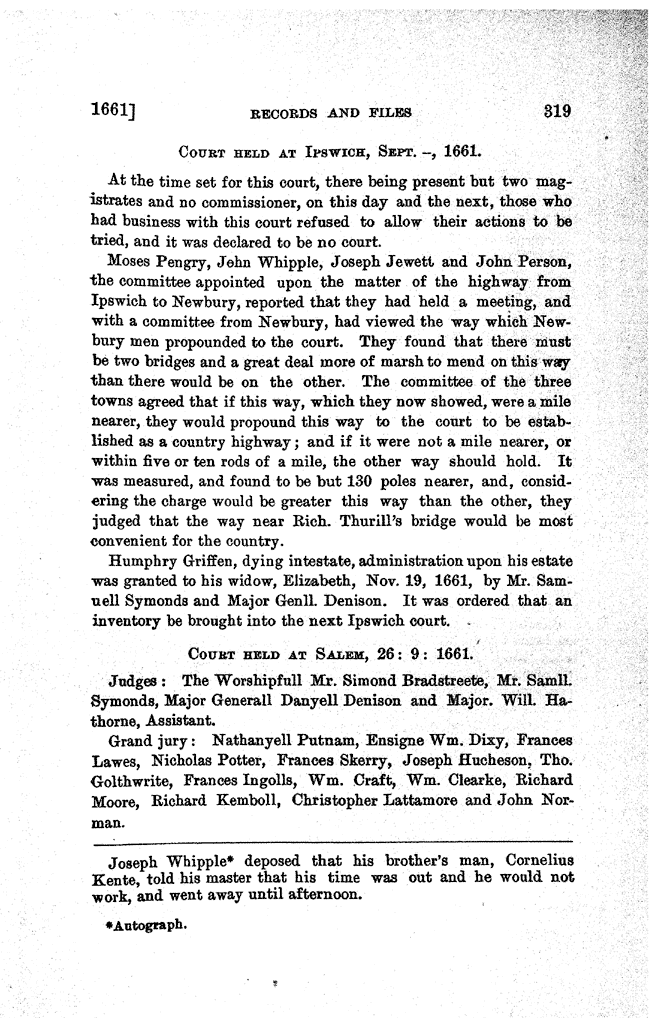 1661]
RECORDS AND FILES
319
COURT HELD AT IPSWICH, SEPT. –, 1661.
At the time set for this court, there being present but two mag-
istrates and no commissioner, on this day and the next, those who
had business with this court refused to allow their actions to be
tried, and it was declared to be no court.
Moses Pengry, John Whipple, Joseph Jewett and John Person,
the committee appointed upon the matter of the highway from
Ipswich to Newbury, reported that they had held a meeting, and
with a committee from Newbury, had viewed the way which New-
bury men propounded to the court. They found that there must
be two bridges and a great deal more of marsh to mend on this way
than there would be on the other. The committee of the three
towns agreed that if this way, which they now showed, were a mile
nearer, they would propound this way to the court to be estab-
lished as a country highway; and if it were not a mile nearer, or
within five or ten rods of a mile, the other way should hold. It
was measured, and found to be but 130 poles nearer, and, consid-
ering the charge would be greater this way than the other, they
judged that the way near Rich. Thurill's bridge would be most
convenient for the country.
Humphry Griffen, dying intestate, administration upon his estate
was granted to his widow, Elizabeth, Nov. 19, 1661, by Mr. Sam-
uell Symonds and Major Genll. Denison. It was ordered that an
inventory be brought into the next Ipswich court.
COURT HELD AT SALEM, 26: 9: 1661.
Judges: The Worshipfull Mr. Simond Bradstreete, Mr. Samll.
Symonds, Major Generall Danyell Denison and Major. Will. Ha-
thorne, Assistant.
Grand jury: Nathanyell Putnam, Ensigne Wm. Dixy, Frances
Lawes, Nicholas Potter, Frances Skerry, Joseph Hucheson, Tho.
Golthwrite, Frances Ingolls, Wm. Craft, Wm. Clearke, Richard
Moore, Richard Kemboll, Christopher Lattamore and John Nor-
man.
Joseph Whipple* deposed that his brother's man, Cornelius
Kente, told his master that his time was out and he would not
work, and went away until afternoon.
*Autograph.